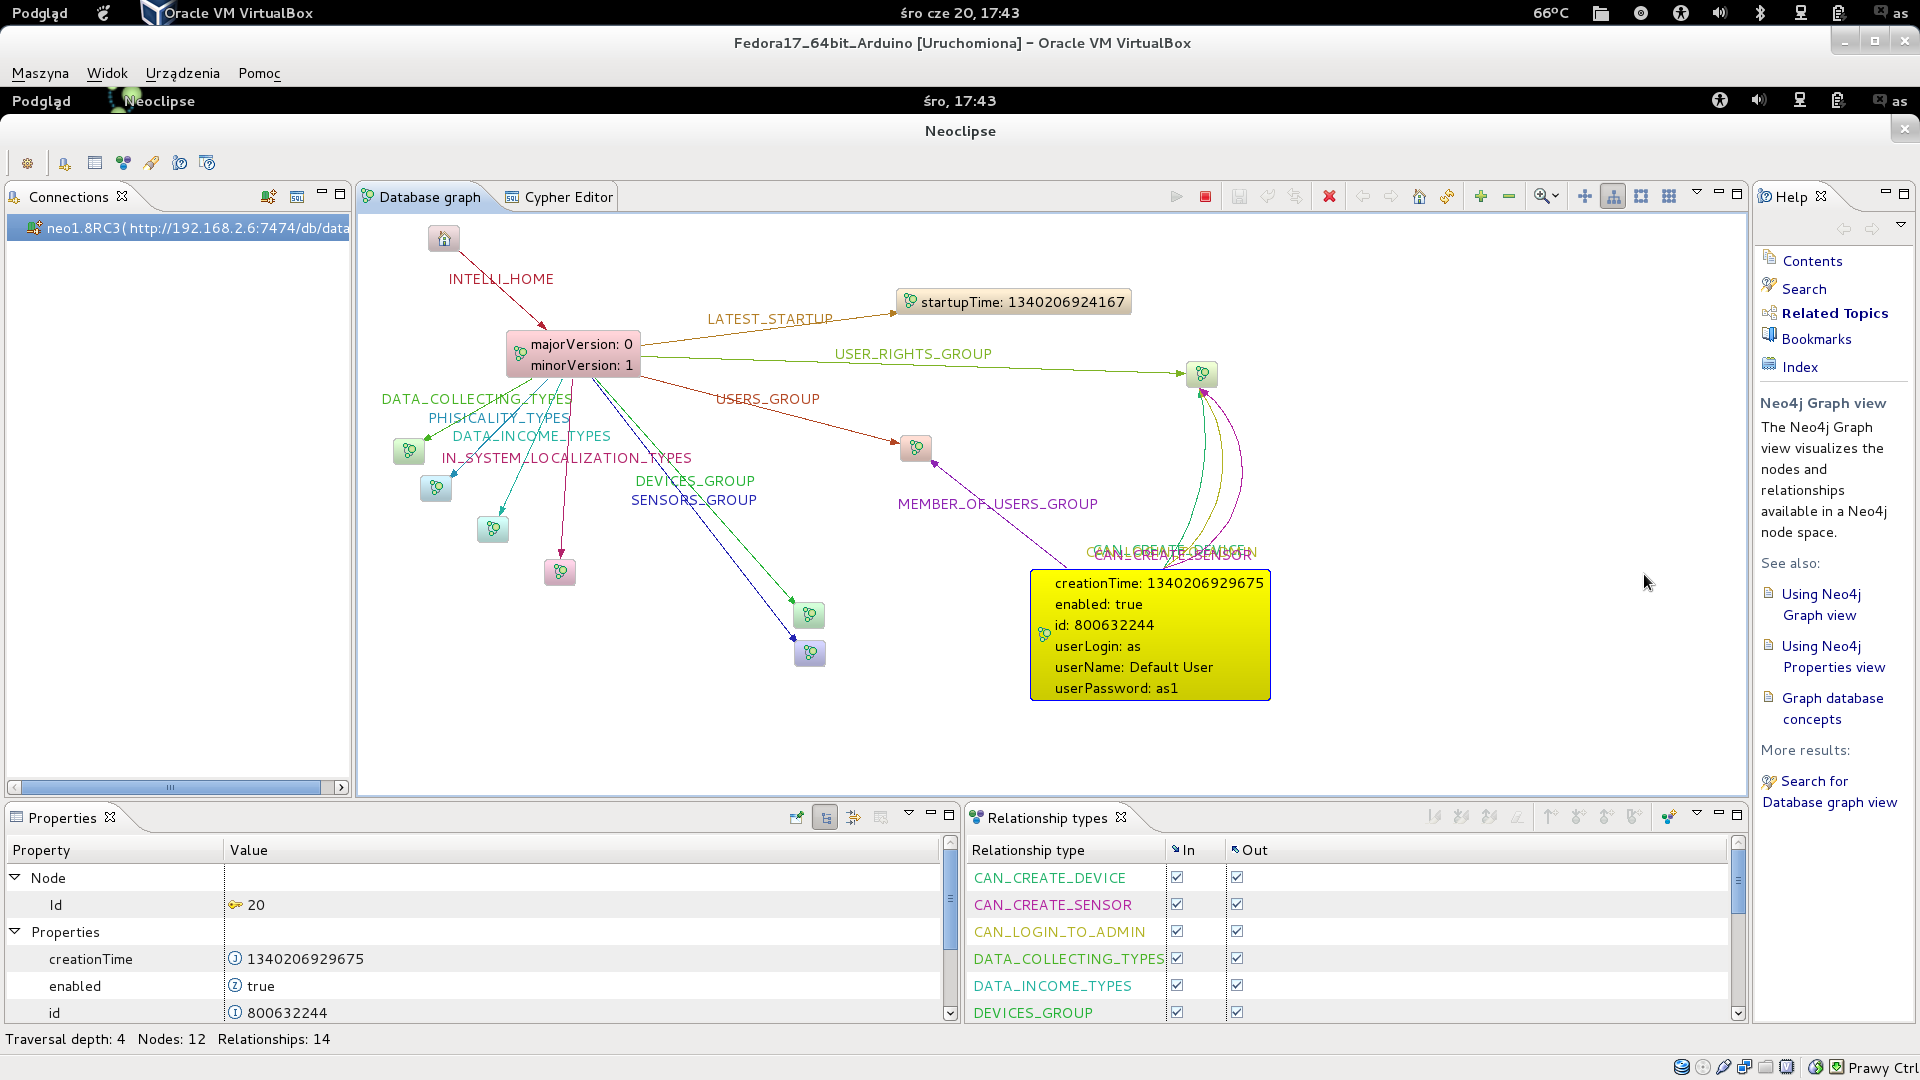 Podgląd
Oracle VM VirtualBox
śro cze 20, 17:43
66°C
as
Fedora17_64bit_Arduino [Uruchomiona] - Oracle VM VirtualBox
Maszyna Widok Urządzenia Pomoc
Podgląd
Neoclipse
śro, 17:43
as
Neoclipse
Connections
neo1.8RC3( http://192.168.2.6:7474/db/data
Database graph
Cypher Editor
INTELLI_HOME
startupTime: 1340206924167
LATEST_STARTUP
majorVersion: 0
minorVersion: 1
USER_RIGHTS_GROUP
DATA_COLLECTING_TYPES
USERS_GROUP
PHISICALITY_TYPES
DATA_INCOME_TYPES
IN_SYSTEM_LOCALIZATION_TYPES
DEVICES_GROUP
SENSORS_GROUP
MEMBER_OF_USERS_GROUP
CAN_CREATE_DEVICE
CAN_CREATE_SENSOR
creationTime: 1340206929675
enabled: true
id: 800632244
userLogin: as
userName: Default User
userPassword: as1
Help
Contents
Search
Related Topics
Bookmarks
Index
Neo4j Graph view
The Neo4j Graph
view visualizes the
nodes and
relationships
available in a Neo4j
node space.
See also:
Using Neo4j
Graph view
Using Neo4j
Properties view
Graph database
concepts
More results:
Search for
Database graph view
Properties
Property Value
Node
Id 20
Properties
creationTime 1340206929675
enabled true
id 800632244
Relationship types
Relationship type In Out
CAN_CREATE_DEVICE
CAN_CREATE_SENSOR
CAN_LOGIN_TO_ADMIN
DATA_COLLECTING_TYPES
DATA_INCOME_TYPES
DEVICES_GROUP
Traversal depth: 4 Nodes: 12 Relationships: 14
Prawy Ctrl